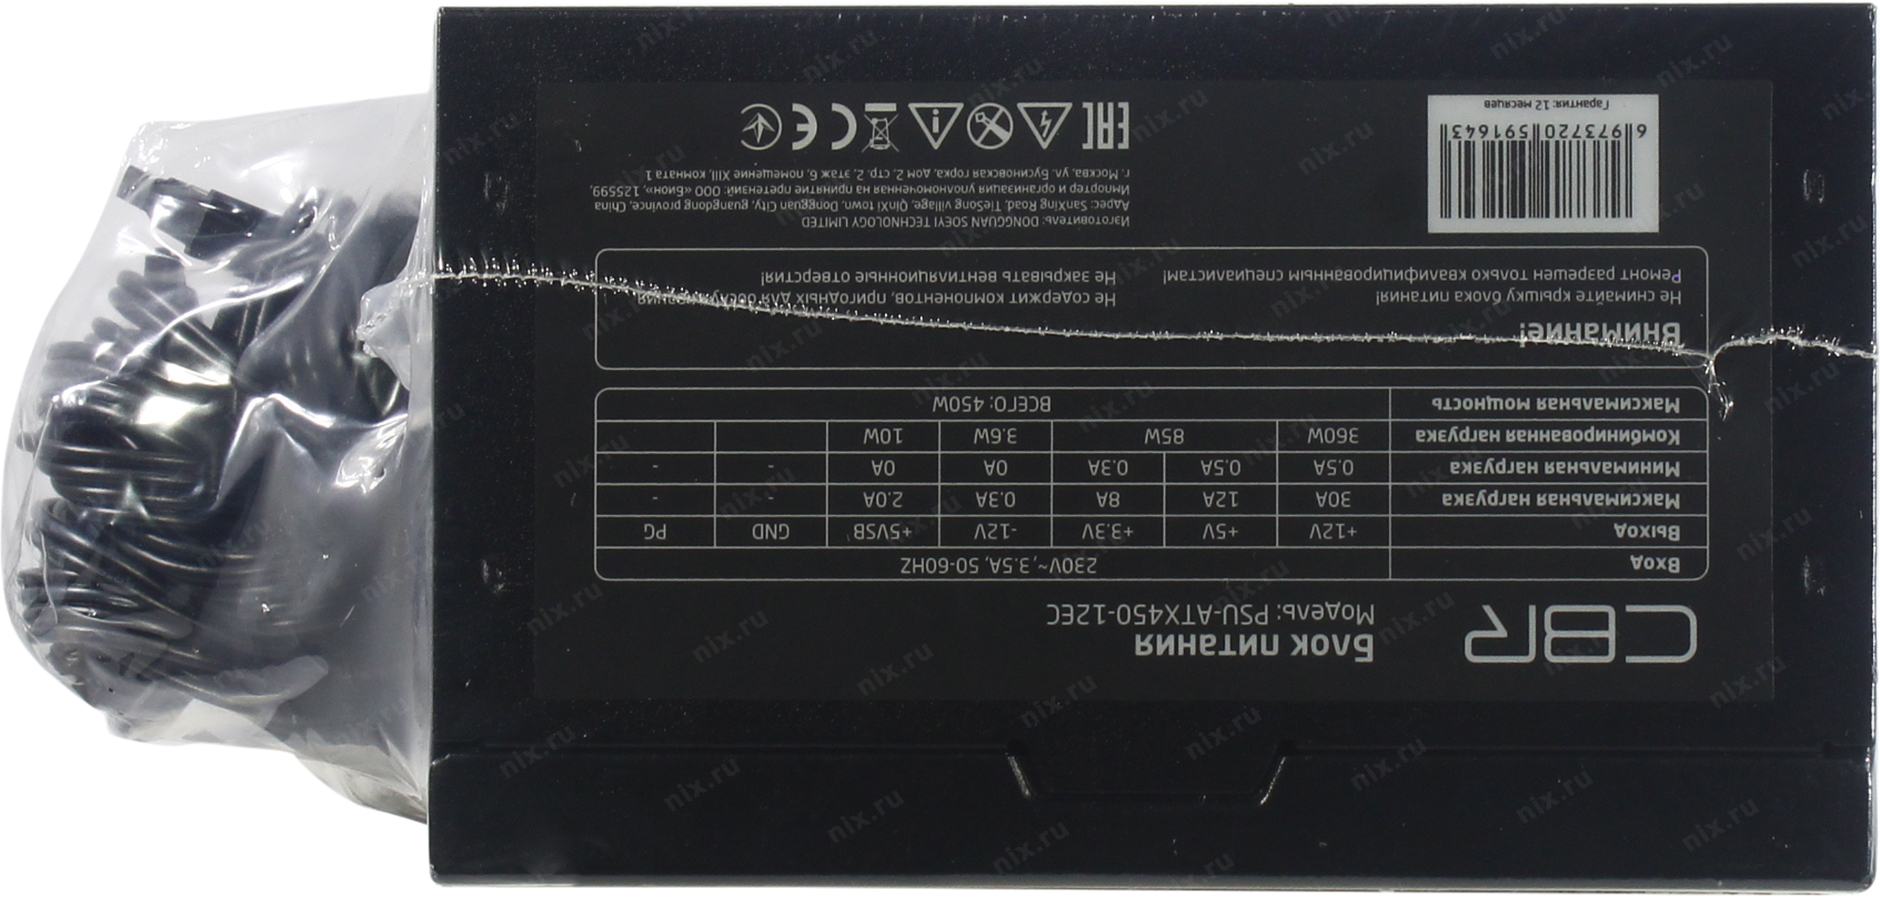 CBR
Блок питания
Модель: PSU-ATX450-12EC
Вход 230V~, 3.5A, 50-60HZ
Выход +12V +5V +3.3V -12V +5VSB GND PG
Максимальная нагрузка 30A 12A 8A 0.3A 2.0A - -
Минимальная нагрузка 0.5A 0.5A 0.3A 0A 0A - -
Комбинированная нагрузка 360W 85W 3.6W 10W
Максимальная мощность ВСЕГО: 450W
Внимание!
Не снимайте крышку блока питания!
Ремонт разрешен только квалифицированным специалистам!
Не содержит компонентов, пригодных для обслуживания
Не закрывать вентиляционные отверстия!
Изготовитель: DONGGUAN SOEYI TECHNOLOGY LIMITED
Адрес: SanXing Road, TieSong village, QinXi town, Dongguan City, guangdong province, China
Импортер и организация уполномоченная на принятие претензий: ООО «Бион», 125599,
г. Москва, ул. Бусиновская горка, дом 2, стр. 2, этаж 6, помещение XIII, комната 1
EAC
CE
6 973720 591643
Гарантия: 12 месяцев
nix.ru